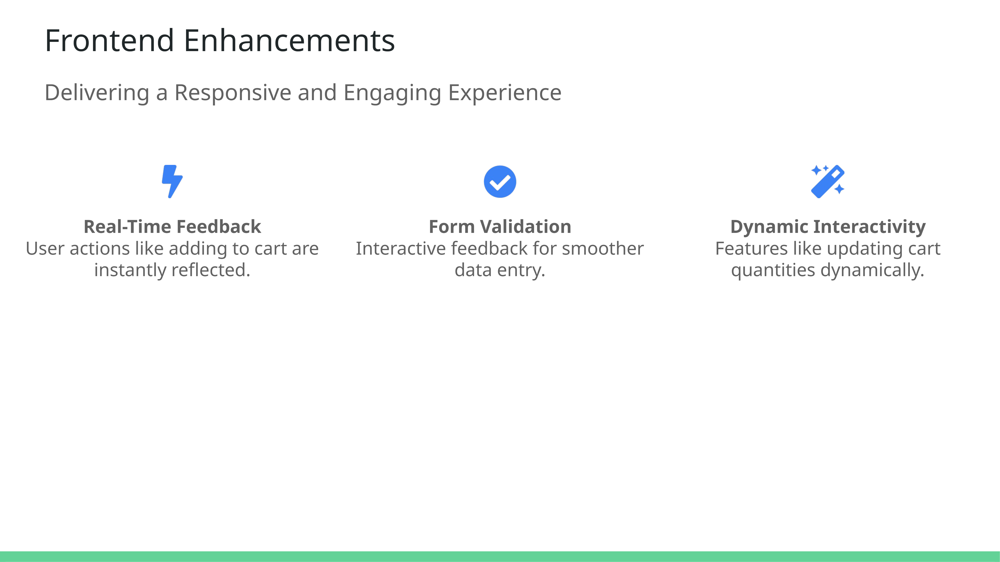 Frontend Enhancements
Delivering a Responsive and Engaging Experience
Real-Time Feedback
User actions like adding to cart are
instantly reflected.
Form Validation
Interactive feedback for smoother
data entry.
Dynamic Interactivity
Features like updating cart
quantities dynamically.